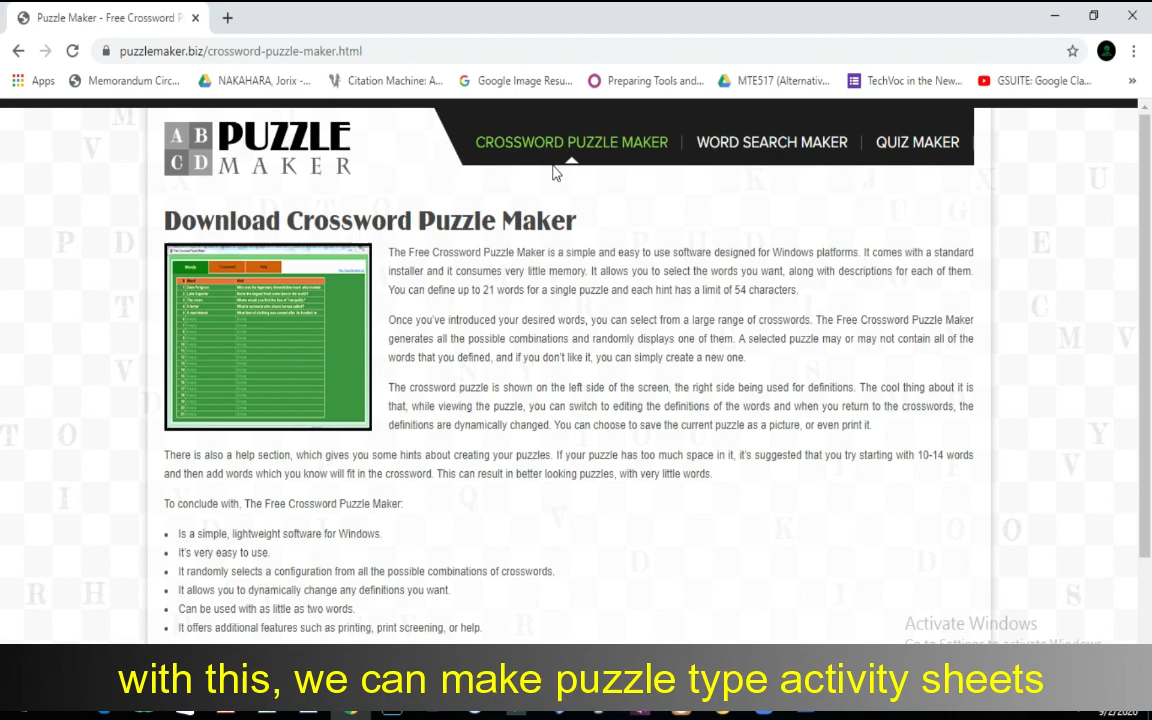 Puzzle Maker - Free Crossword P
puzzlemaker.biz/crossword-puzzle-maker.html
Apps Memorandum Circ... NAKAHARA, Jorix -... Citation Machine: A... Google Image Resu... Preparing Tools and... MTE517 (Alternativ... TechVoc in the New... GSUITE: Google Cla...
A B C D PUZZLE MAKER
CROSSWORD PUZZLE MAKER WORD SEARCH MAKER QUIZ MAKER
Download Crossword Puzzle Maker
The Free Crossword Puzzle Maker is a simple and easy to use software designed for Windows platforms. It comes with a standard
installer and it consumes very little memory. It allows you to select the words you want, along with descriptions for each of them.
You can define up to 21 words for a single puzzle and each hint has a limit of 54 characters.
Once you've introduced your desired words, you can select from a large range of crosswords. The Free Crossword Puzzle Maker
generates all the possible combinations and randomly displays one of them. A selected puzzle may or may not contain all of the
words that you defined, and if you don't like it, you can simply create a new one.
The crossword puzzle is shown on the left side of the screen, the right side being used for definitions. The cool thing about it is
that, while viewing the puzzle, you can switch to editing the definitions of the words and when you return to the crosswords, the
definitions are dynamically changed. You can choose to save the current puzzle as a picture, or even print it.
There is also a help section, which gives you some hints about creating your puzzles. If your puzzle has too much space in it, it's suggested that you try starting with 10-14 words
and then add words which you know will fit in the crossword. This can result in better looking puzzles, with very little words.
To conclude with, The Free Crossword Puzzle Maker:
Is a simple, lightweight software for Windows.
It's very easy to use.
It randomly selects a configuration from all the possible combinations of crosswords.
It allows you to dynamically change any definitions you want.
Can be used with as little as two words.
It offers additional features such as printing, print screening, or help.
Activate Windows
with this, we can make puzzle type activity sheets